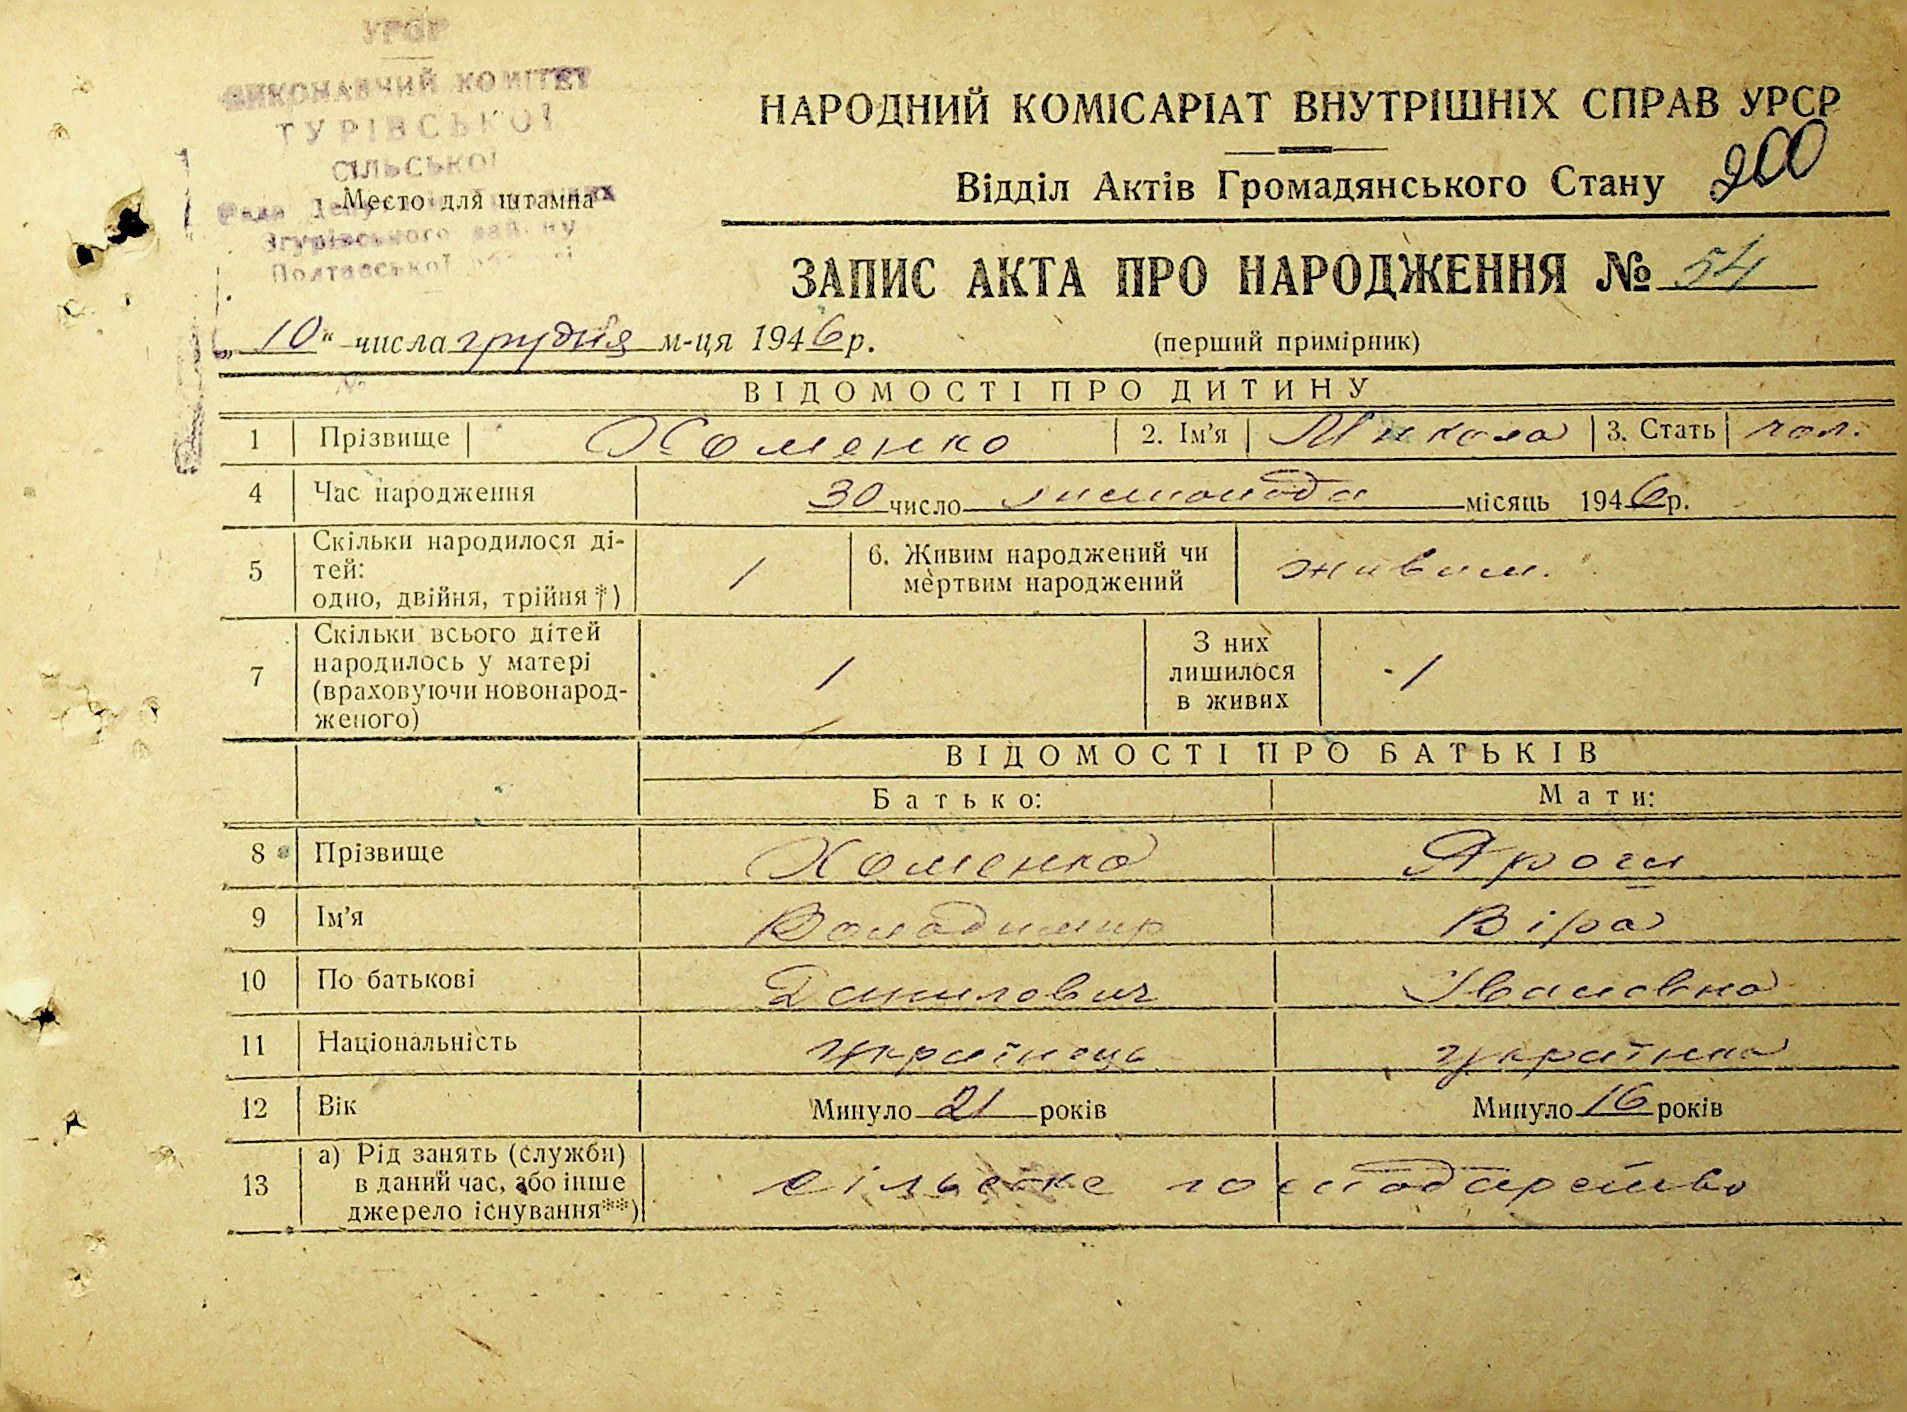 УРСР
ВИКОНАВЧИЙ КОМІТЕТ
ТУРІВСЬКОЇ
СІЛЬСЬКОЇ
Место для штампа
Згурівського району
Полтавської області
НАРОДНИЙ КОМІСАРІАТ ВНУТРІШНІХ СПРАВ УРСР
200
Відділ Актів Громадянського Стану
ЗАПИС АКТА ПРО НАРОДЖЕННЯ № 54
„10“ числа грудня м-ця 1946 р.
(перший примірник)
ВІДОМОСТІ ПРО ДИТИНУ
1 Прізвище Хоменко 2. Ім'я Микола 3. Стать чол.
4 Час народження 30 число листопада місяць 1946 р.
5 Скільки народилося ді-
тей:
одно, двійня, трійня*) 1 6. Живим народжений чи
мертвим народжений живим.
7 Скільки всього дітей
народилось у матері
(враховуючи новонарод-
женого) 1 З них
лишилося
в живих 1
ВІДОМОСТІ ПРО БАТЬКІВ
Батько: Мати:
8 Прізвище Хоменко
9 Ім'я Володимир Віра
10 По батькові Данилович Івановна
11 Національність українець українка
12 Вік Минуло 21 років Минуло 16 років
13 а) Рід занять (служби)
в даний час, або інше
джерело існування**) сільське господарство